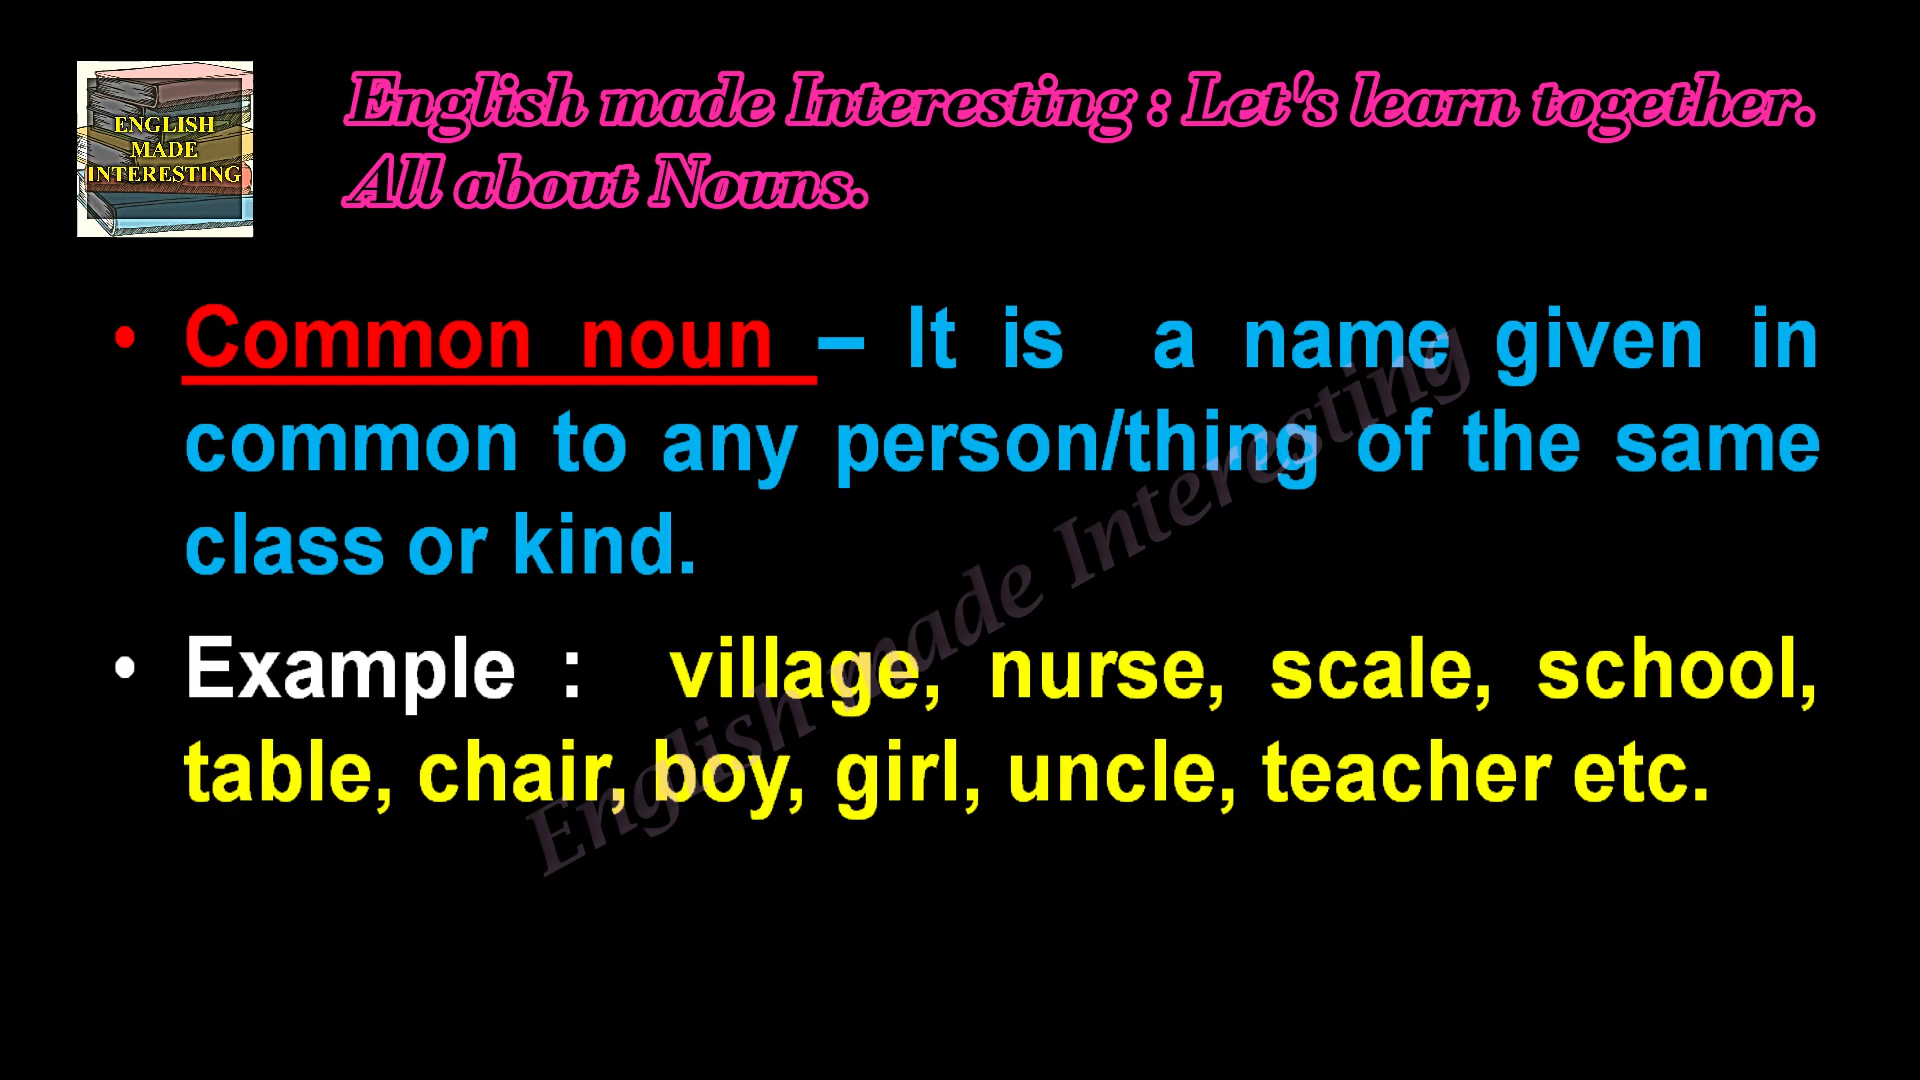 ENGLISH
MADE
INTERESTING
English made Interesting : Let's learn together.
All about Nouns.
• Common noun – It is a name given in
common to any person/thing of the same
class or kind.
• Example : village, nurse, scale, school,
table, chair, boy, girl, uncle, teacher etc.
English made Interesting